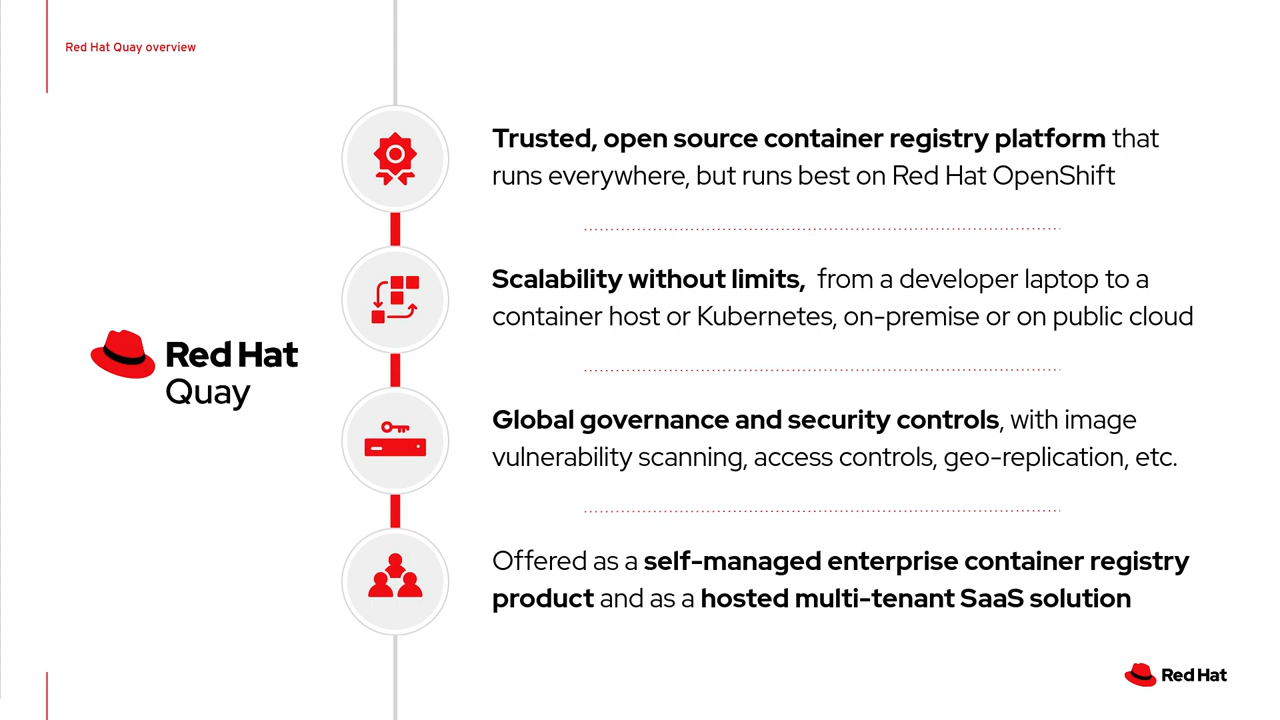 Red Hat Quay overview
Trusted, open source container registry platform that
runs everywhere, but runs best on Red Hat OpenShift
Scalability without limits, from a developer laptop to a
container host or Kubernetes, on-premise or on public cloud
Red Hat
Quay
Global governance and security controls, with image
vulnerability scanning, access controls, geo-replication, etc.
Offered as a self-managed enterprise container registry
product and as a hosted multi-tenant SaaS solution
Red Hat